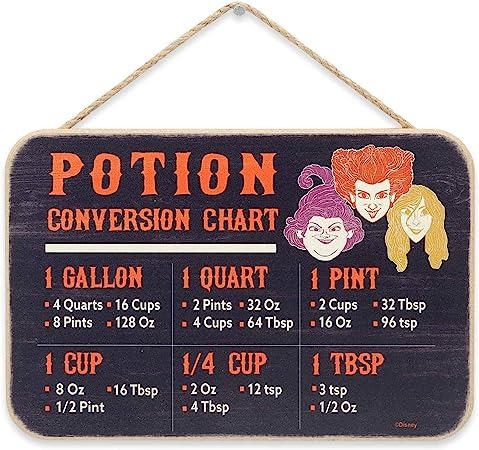 POTION
CONVERSION CHART
1 GALLON
▪ 4 Quarts ▪ 16 Cups
▪ 8 Pints ▪ 128 Oz
1 QUART
▪ 2 Pints ▪ 32 Oz
▪ 4 Cups ▪ 64 Tbsp
1 PINT
▪ 2 Cups ▪ 32 Tbsp
▪ 16 Oz ▪ 96 tsp
1 CUP
▪ 8 Oz ▪ 16 Tbsp
▪ 1/2 Pint
1/4 CUP
▪ 2 Oz ▪ 12 tsp
▪ 4 Tbsp
1 TBSP
▪ 3 tsp
▪ 1/2 Oz
©Disney